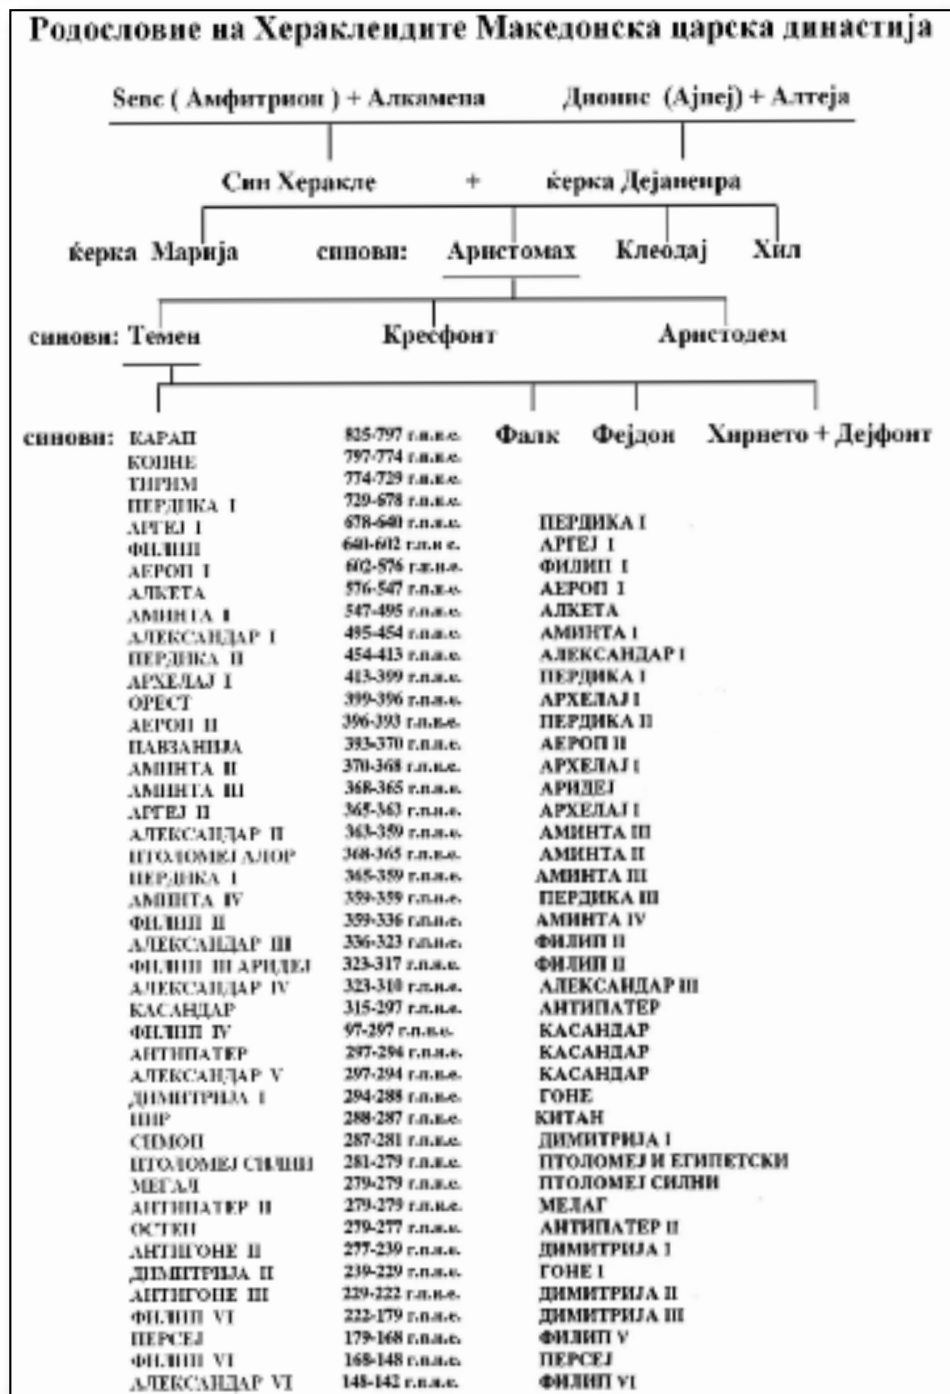 Родословие на Хераклеидите Македонска царска династија
Ѕевс ( Амфитрион ) + Алкамена Дионис (Ајнеј) + Алтеја
Син Херакле + ќерка Дејанеира
ќерка Марија синови: Аристомах Клеодај Хил
синови: Темен Кресфонт Аристодем
синови: КАРАН 825-797 г.п.н.е. Фалк Фејдон Хирнето + Дејфонт
КОИНЕ 797-774 г.п.н.е.
ТИРИМ 774-729 г.п.н.е.
ПЕРДИКА I 729-678 г.п.н.е.
АРГЕЈ I 678-640 г.п.н.е. ПЕРДИКА I
ФИЛИП 640-602 г.п.н е. АРГЕЈ I
АЕРОП I 602-576 г.п.н.е. ФИЛИП I
АЛКЕТА 576-547 г.п.н.е. АЕРОП I
АМИНТА I 547-495 г.п.н.е. АЛКЕТА
АЛЕКСАНДАР I 495-454 г.п.н.е. АМИНТА I
ПЕРДИКА II 454-413 г.п.н.е. АЛЕКСАНДАР I
АРХЕЛАЈ I 413-399 г.п.н.е. ПЕРДИКА I
ОРЕСТ 399-396 г.п.н.е. АРХЕЛАЈ I
АЕРОП II 396-393 г.п.н.е. ПЕРДИКА II
ПАВЗАНИЈА 393-370 г.п.н.е. АЕРОП II
АМИНТА II 370-368 г.п.н.е. АРХЕЛАЈ I
АМИНТА III 368-365 г.п.н.е. АРИДЕЈ
АРГЕЈ II 365-363 г.п.н.е. АРХЕЛАЈ I
АЛЕКСАНДАР II 363-359 г.п.н.е. АМИНТА III
ПТОЛОМЕЈ АЛОР 368-365 г.п.н.е. АМИНТА II
ПЕРДИКА I 365-359 г.п.н.е. АМИНТА III
АМИНТА IV 359-359 г.п.н.е. ПЕРДИКА III
ФИЛИП II 359-336 г.п.н.е. АМИНТА IV
АЛЕКСАНДАР III 336-323 г.п.н.е. ФИЛИП II
ФИЛИП III АРИДЕЈ 323-317 г.п.н.е. ФИЛИП II
АЛЕКСАНДАР IV 323-310 г.п.н.е. АЛЕКСАНДАР III
КАСАНДАР 315-297 г.п.н.е. АНТИПАТЕР
ФИЛИП IV 97-297 г.п.н.е. КАСАНДАР
АНТИПАТЕР 297-294 г.п.н.е. КАСАНДАР
АЛЕКСАНДАР V 297-294 г.п.н.е. КАСАНДАР
ДИМИТРИЈА I 294-288 г.п.н.е. ГОНЕ
ПИР 288-287 г.п.н.е. КИТАН
СИМОП 287-281 г.п.н.е. ДИМИТРИЈА I
ПТОЛОМЕЈ СИЛНИ 281-279 г.п.н.е. ПТОЛОМЕЈ И ЕГИПЕТСКИ
МЕГАЛ 279-279 г.п.н.е. ПТОЛОМЕЈ СИЛНИ
АНТИПАТЕР II 279-279 г.п.н.е. МЕЛАГ
ОСТЕН 279-277 г.п.н.е. АНТИПАТЕР II
АНТИГОНЕ II 277-239 г.п.н.е. ДИМИТРИЈА I
ДИМИТРИЈА II 239-229 г.п.н.е. ГОНЕ I
АНТИГОНЕ III 229-222 г.п.н.е. ДИМИТРИЈА II
ФИЛИП VI 222-179 г.п.н.е. ДИМИТРИЈА III
ПЕРСЕЈ 179-168 г.п.н.е. ФИЛИП V
ФИЛИП VI 168-148 г.п.н.е. ПЕРСЕЈ
АЛЕКСАНДАР VI 148-142 г.п.н.е. ФИЛИП VI